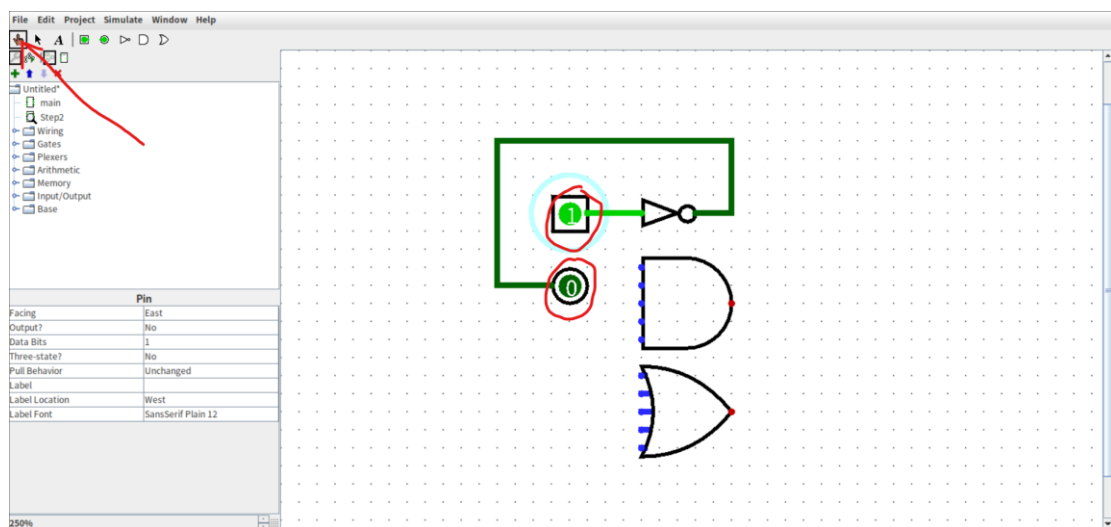 File Edit Project Simulate Window Help
A
Untitled*
main
Step2
Wiring
Gates
Plexers
Arithmetic
Memory
Input/Output
Base
1
0
Pin
Facing East
Output? No
Data Bits 1
Three-state? No
Pull Behavior Unchanged
Label
Label Location West
Label Font SansSerif Plain 12
250%